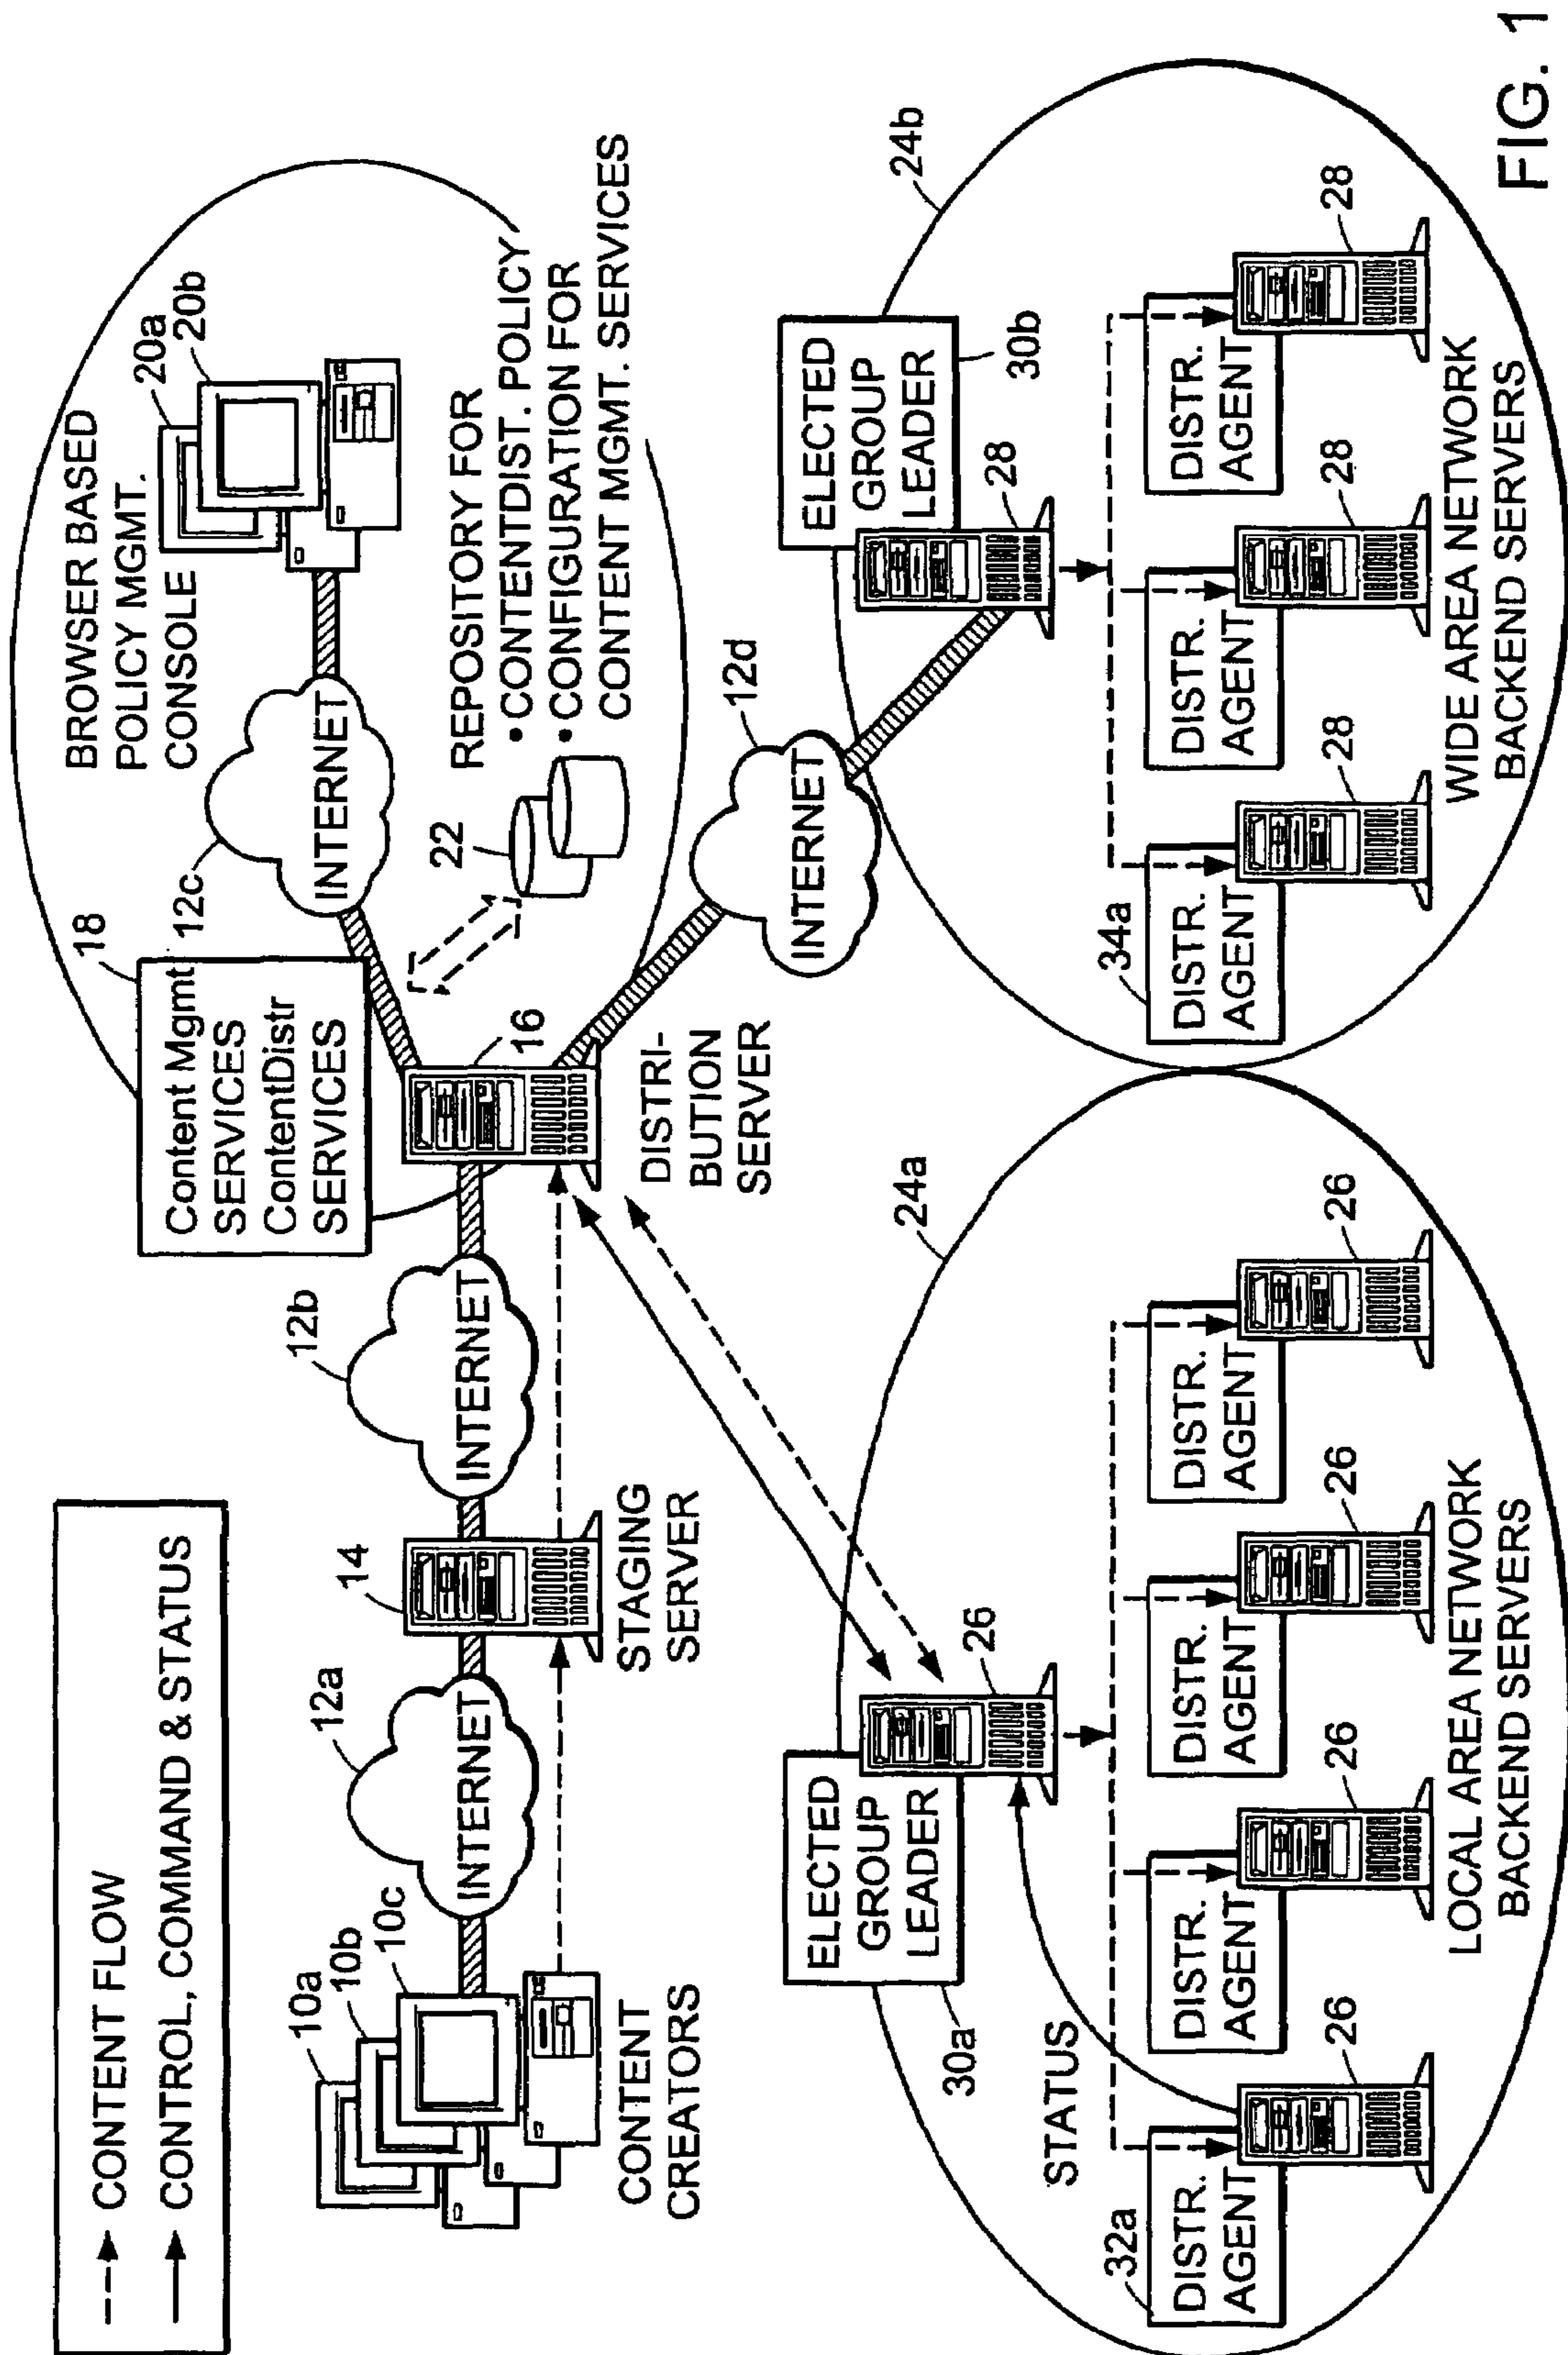 CONTENT FLOW
CONTROL, COMMAND & STATUS
10a
10b
10c
CONTENT
CREATORS
12a
INTERNET
14
STAGING
SERVER
12b
INTERNET
18
Content Mgmt
SERVICES
ContentDistr
SERVICES
16
DISTRI-
BUTION
SERVER
12c
INTERNET
BROWSER BASED
POLICY MGMT.
CONSOLE
20a
20b
22
REPOSITORY FOR
• CONTENTDIST. POLICY
• CONFIGURATION FOR
CONTENT MGMT. SERVICES
12d
INTERNET
ELECTED
GROUP
LEADER
30a
26
24a
STATUS
32a
DISTR.
AGENT
26
DISTR.
AGENT
26
DISTR.
AGENT
26
DISTR.
AGENT
26
LOCAL AREA NETWORK
BACKEND SERVERS
ELECTED
GROUP
LEADER
30b
28
24b
34a
DISTR.
AGENT
28
DISTR.
AGENT
28
DISTR.
AGENT
28
WIDE AREA NETWORK
BACKEND SERVERS
FIG. 1